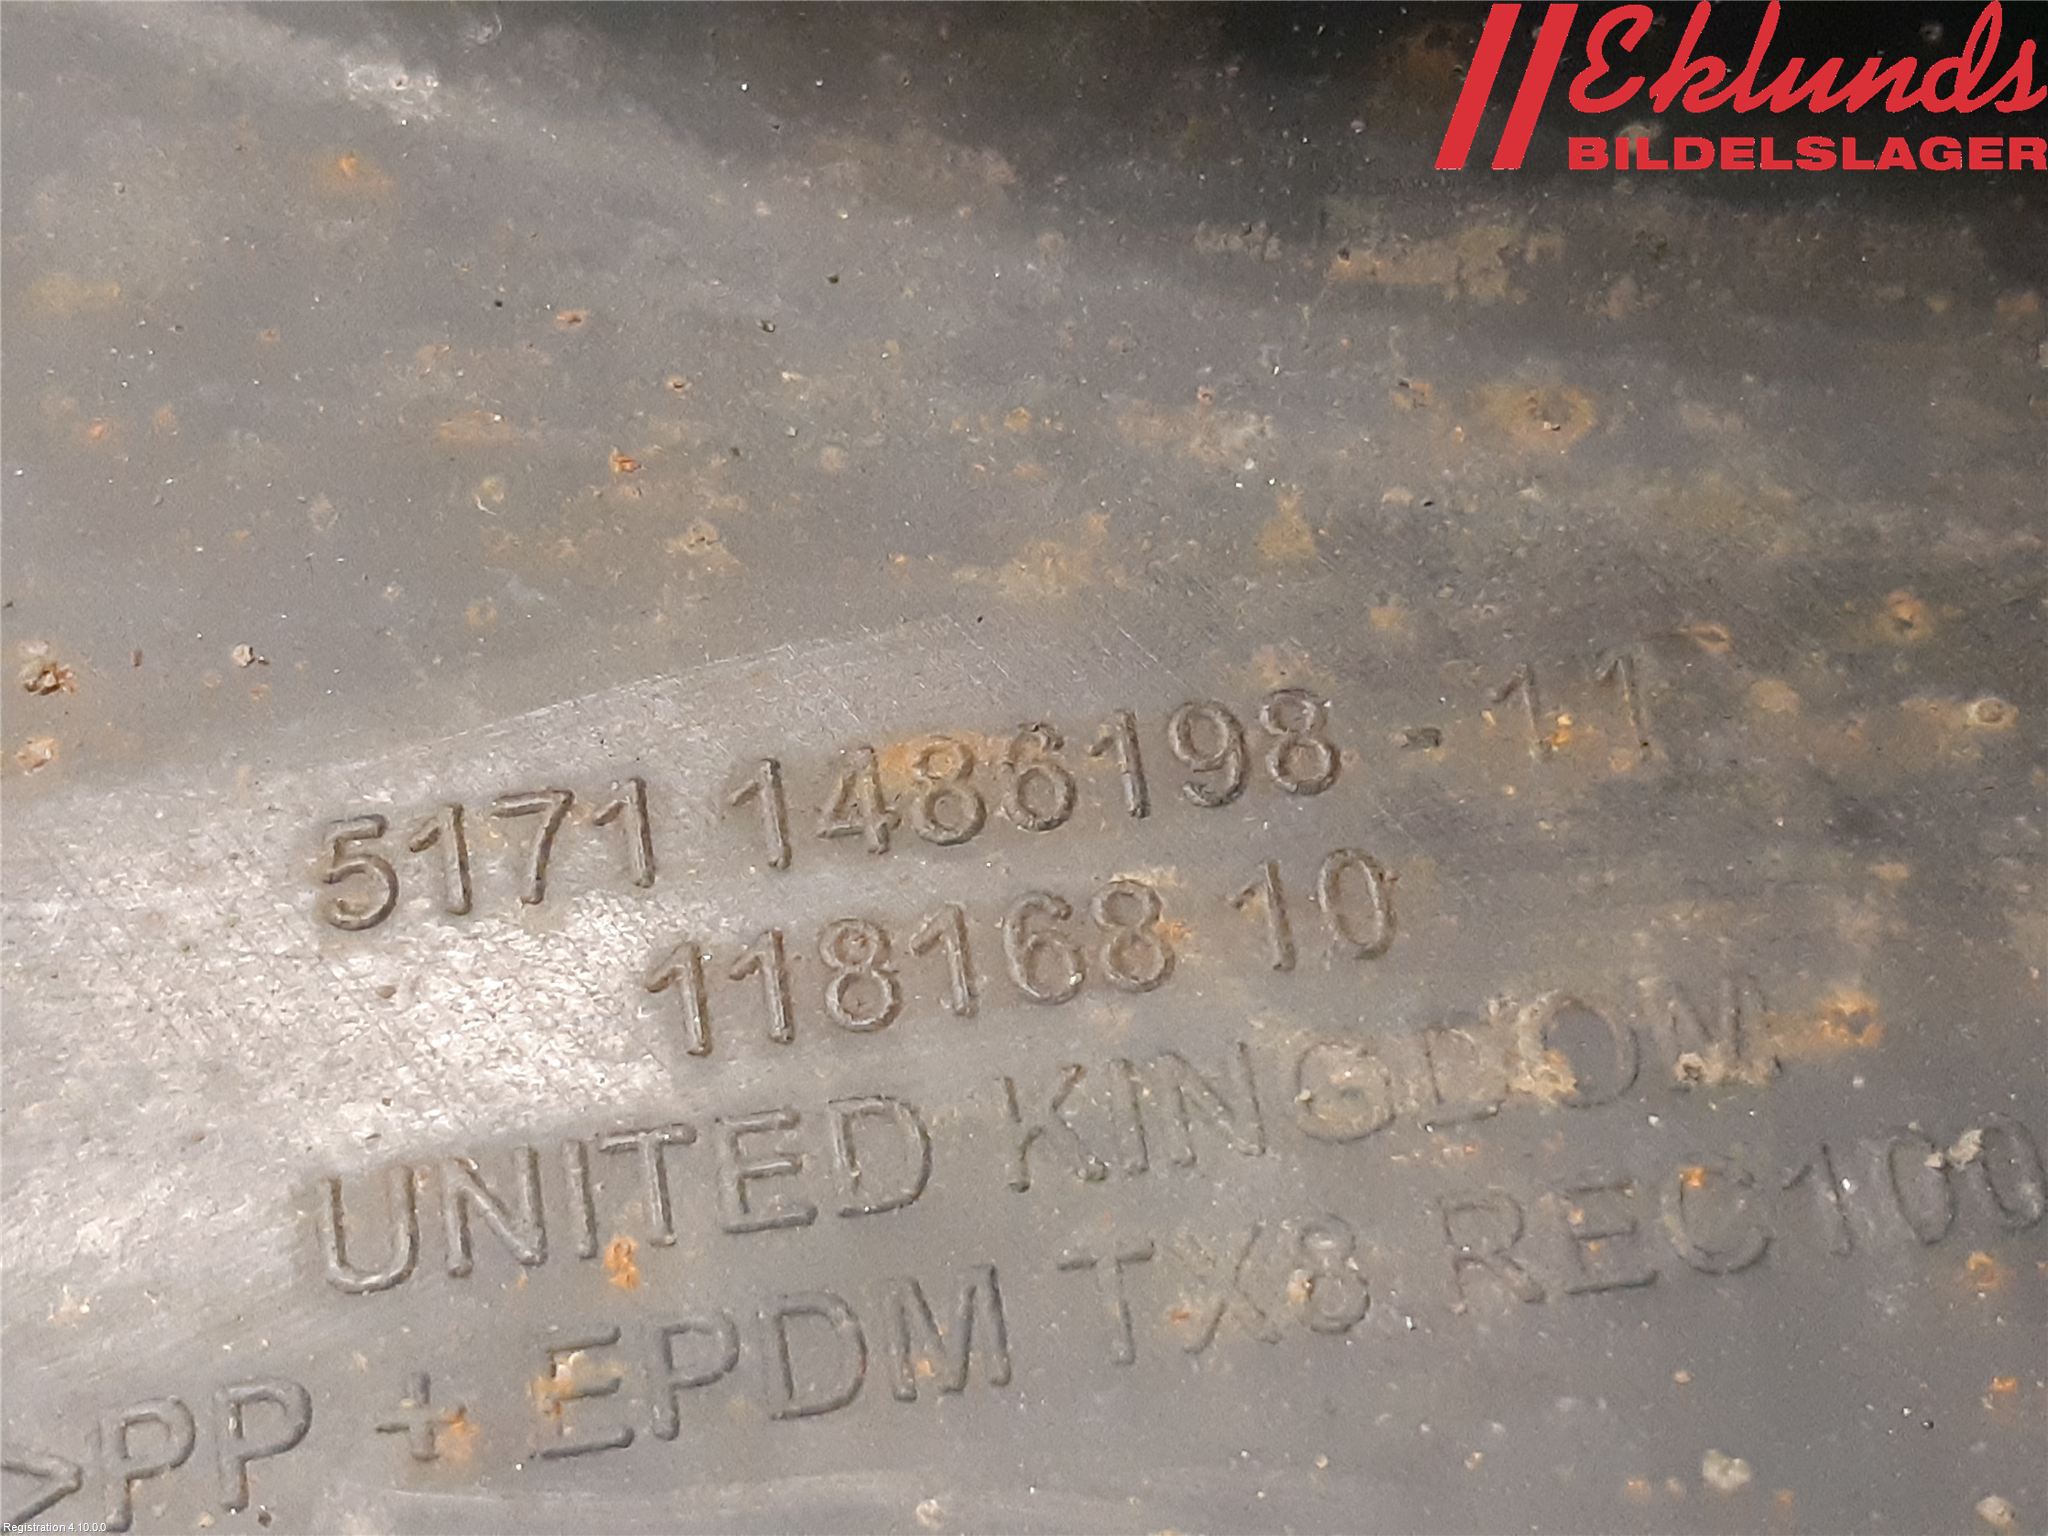 Eklunds
BILDELSLAGER
5171 1486198 - 11
118168 10
UNITED KINGDOM
>PP + EPDM TX8 REC100
Registration 4.10.0.0